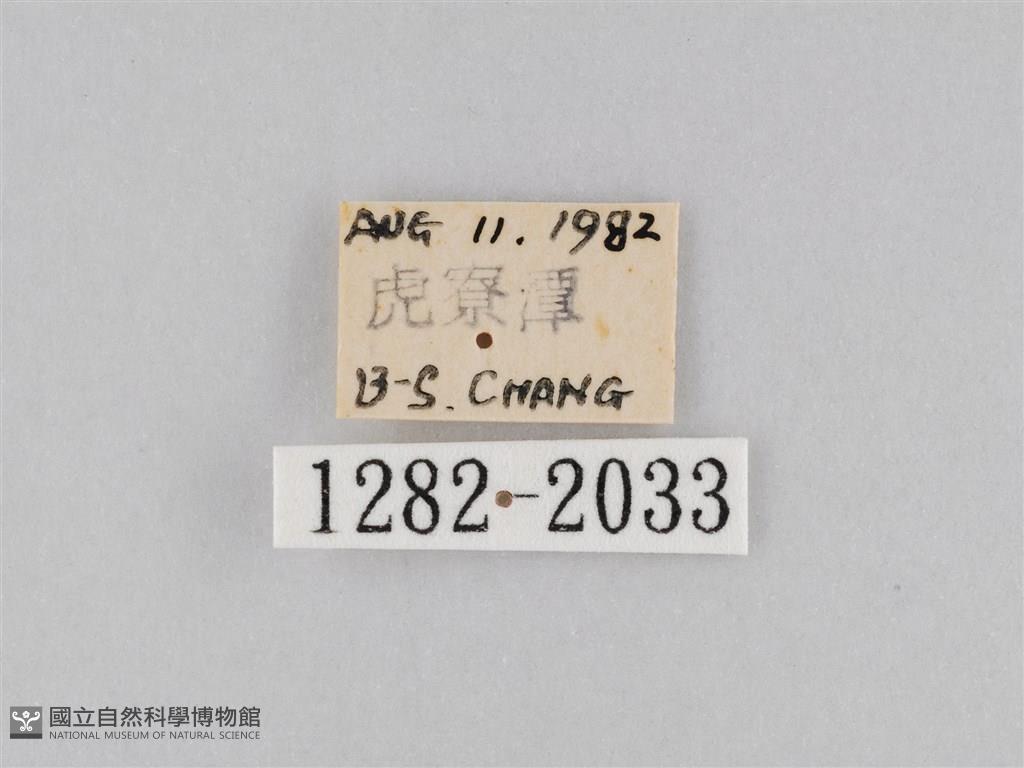 AUG 11. 1982
虎寮潭
B-S. CHANG
1282-2033
國立自然科學博物館
NATIONAL MUSEUM OF NATURAL SCIENCE